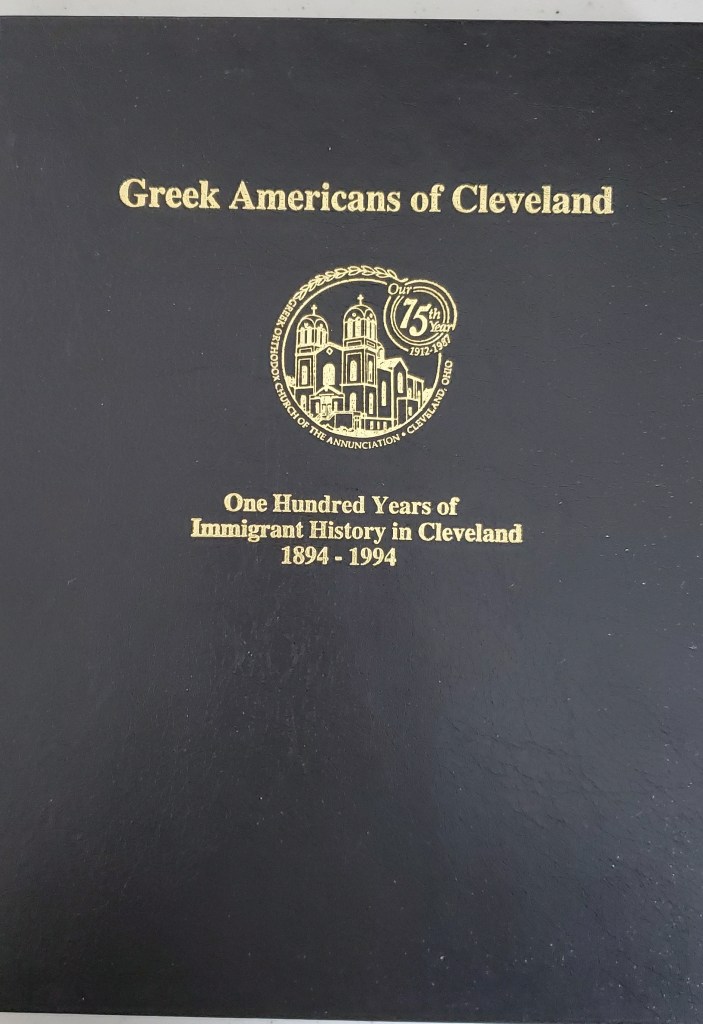 Greek Americans of Cleveland
Our
75th
Year
1912-1987
GREEK ORTHODOX CHURCH OF THE ANNUNCIATION • CLEVELAND, OHIO
One Hundred Years of
Immigrant History in Cleveland
1894 - 1994